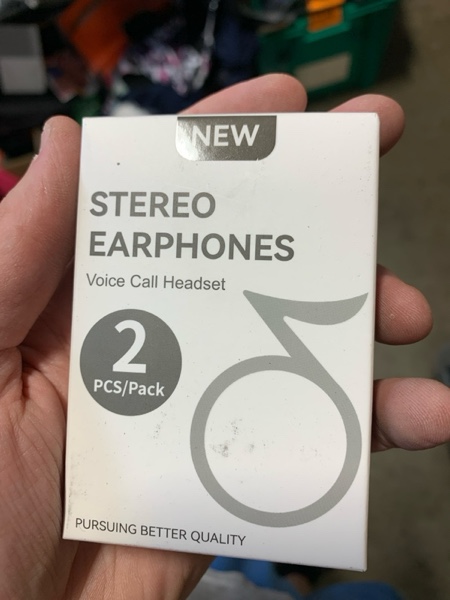 NEW
STEREO
EARPHONES
Voice Call Headset
2
PCS/Pack
PURSUING BETTER QUALITY